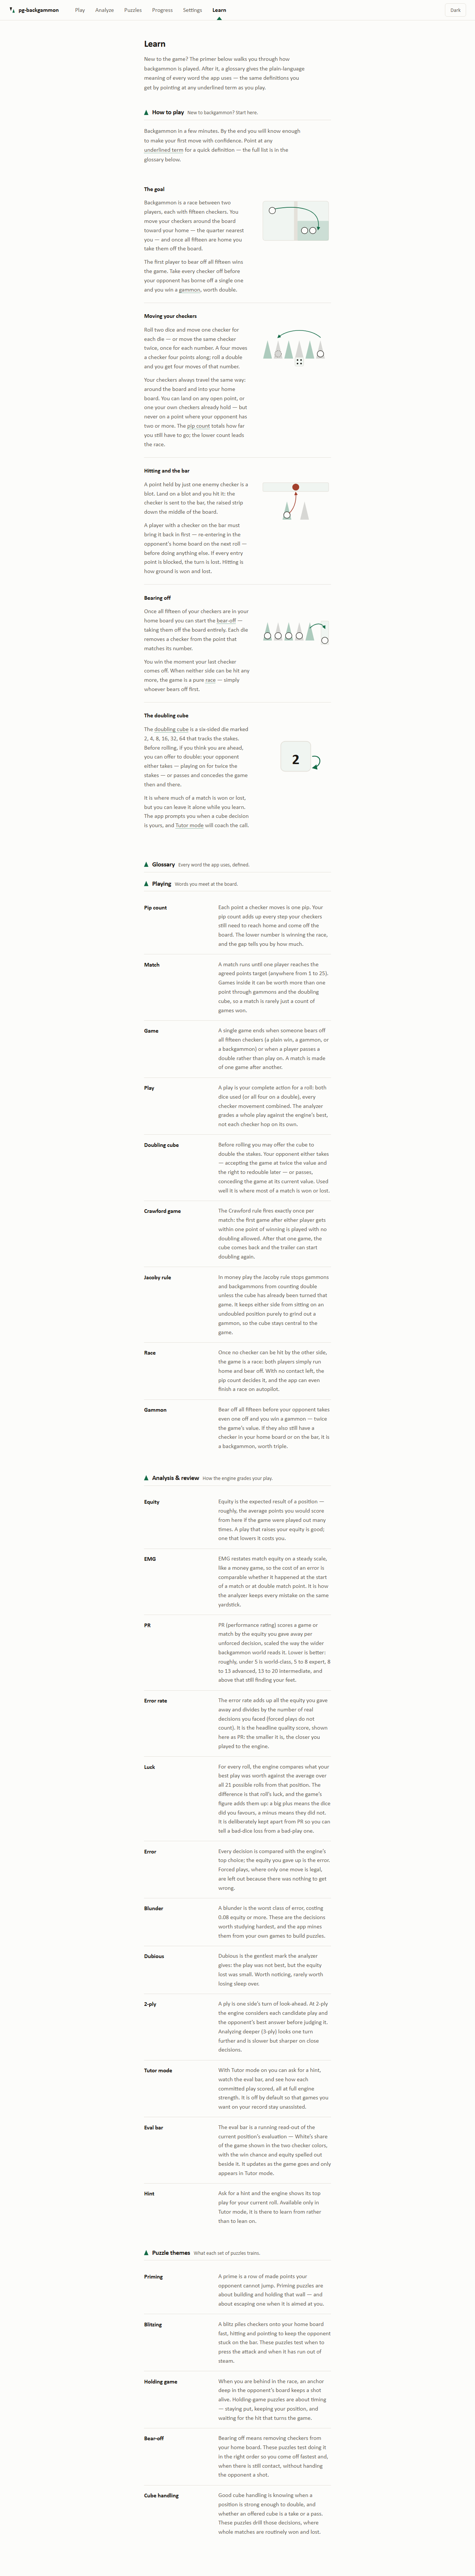 pg-backgammon Play Analyze Puzzles Progress Settings Learn Dark
Learn
New to the game? The primer below walks you through how
backgammon is played. After it, a glossary gives the plain-language
meaning of every word the app uses — the same definitions you
get by pointing at any underlined term as you play.
How to play New to backgammon? Start here.
Backgammon in a few minutes. By the end you will know enough
to make your first move with confidence. Point at any
underlined term for a quick definition — the full list is in the
glossary below.
The goal
Backgammon is a race between two
players, each with fifteen checkers. You
move your checkers around the board
toward your home — the quarter nearest
you — and once all fifteen are home you
take them off the board.
The first player to bear off all fifteen wins
the game. Take every checker off before
your opponent has borne off a single one
and you win a gammon, worth double.
Moving your checkers
Roll two dice and move one checker for
each die — or move the same checker
twice, once for each number. A four moves
a checker four points along; roll a double
and you get four moves of that number.
Your checkers always travel the same way:
around the board and into your home
board. You can land on any open point, or
one your own checkers already hold — but
never on a point where your opponent has
two or more. The pip count totals how far
you still have to go; the lower count leads
the race.
Hitting and the bar
A point held by just one enemy checker is a
blot. Land on a blot and you hit it: the
checker is sent to the bar, the raised strip
down the middle of the board.
A player with a checker on the bar must
bring it back in first — re-entering in the
opponent's home board on the next roll —
before doing anything else. If every entry
point is blocked, the turn is lost. Hitting is
how ground is won and lost.
Bearing off
Once all fifteen of your checkers are in your
home board you can start the bear-off —
taking them off the board entirely. Each die
removes a checker from the point that
matches its number.
You win the moment your last checker
comes off. When neither side can be hit any
more, the game is a pure race — simply
whoever bears off first.
The doubling cube
The doubling cube is a six-sided die marked
2, 4, 8, 16, 32, 64 that tracks the stakes.
Before rolling, if you think you are ahead,
you can offer to double: your opponent
either takes — playing on for twice the
stakes — or passes and concedes the game
then and there.
It is where much of a match is won or lost,
but you can leave it alone while you learn.
The app prompts you when a cube decision
is yours, and Tutor mode will coach the call.
2
Glossary Every word the app uses, defined.
Playing Words you meet at the board.
Pip count
Each point a checker moves is one pip. Your
pip count adds up every step your checkers
still need to reach home and come off the
board. The lower number is winning the race,
and the gap tells you by how much.
Match
A match runs until one player reaches the
agreed points target (anywhere from 1 to 25).
Games inside it can be worth more than one
point through gammons and the doubling
cube, so a match is rarely just a count of
games won.
Game
A single game ends when someone bears off
all fifteen checkers (a plain win, a gammon, or
a backgammon) or when a player passes a
double rather than play on. A match is made
of one game after another.
Play
A play is your complete action for a roll: both
dice used (or all four on a double), every
checker movement combined. The analyzer
grades a whole play against the engine's best,
not each checker hop on its own.
Doubling cube
Before rolling you may offer the cube to
double the stakes. Your opponent either takes
— accepting the game at twice the value and
the right to redouble later — or passes,
conceding the game at its current value. Used
well it is where most of a match is won or lost.
Crawford game
The Crawford rule fires exactly once per
match: the first game after either player gets
within one point of winning is played with no
doubling allowed. After that one game, the
cube comes back and the trailer can start
doubling again.
Jacoby rule
In money play the Jacoby rule stops gammons
and backgammons from counting double
unless the cube has already been turned that
game. It keeps either side from sitting on an
undoubled position purely to grind out a
gammon, so the cube stays central to the
game.
Race
Once no checker can be hit by the other side,
the game is a race: both players simply run
home and bear off. With no contact left, the
pip count decides it, and the app can even
finish a race on autopilot.
Gammon
Bear off all fifteen before your opponent takes
even one off and you win a gammon — twice
the game's value. If they also still have a
checker in your home board or on the bar, it is
a backgammon, worth triple.
Analysis & review How the engine grades your play.
Equity
Equity is the expected result of a position —
roughly, the average points you would score
from here if the game were played out many
times. A play that raises your equity is good;
one that lowers it costs you.
EMG
EMG restates match equity on a steady scale,
like a money game, so the cost of an error is
comparable whether it happened at the start
of a match or at double match point. It is how
the analyzer keeps every mistake on the same
yardstick.
PR
PR (performance rating) scores a game or
match by the equity you gave away per
unforced decision, scaled the way the wider
backgammon world reads it. Lower is better:
roughly, under 5 is world-class, 5 to 8 expert, 8
to 13 advanced, 13 to 20 intermediate, and
above that still finding your feet.
Error rate
The error rate adds up all the equity you gave
away and divides by the number of real
decisions you faced (forced plays do not
count). It is the headline quality score, shown
here as PR: the smaller it is, the closer you
played to the engine.
Luck
For every roll, the engine compares what your
best play was worth against the average over
all 21 possible rolls from that position. The
difference is that roll's luck, and the game's
figure adds them up: a big plus means the dice
did you favours, a minus means they did not.
It is deliberately kept apart from PR so you can
tell a bad-dice loss from a bad-play one.
Error
Every decision is compared with the engine's
top choice; the equity you gave up is the error.
Forced plays, where only one move is legal,
are left out because there was nothing to get
wrong.
Blunder
A blunder is the worst class of error, costing
0.08 equity or more. These are the decisions
worth studying hardest, and the app mines
them from your own games to build puzzles.
Dubious
Dubious is the gentlest mark the analyzer
gives: the play was not best, but the equity
lost was small. Worth noticing, rarely worth
losing sleep over.
2-ply
A ply is one side's turn of look-ahead. At 2-ply
the engine considers each candidate play and
the opponent's best answer before judging it.
Analyzing deeper (3-ply) looks one turn
further and is slower but sharper on close
decisions.
Tutor mode
With Tutor mode on you can ask for a hint,
watch the eval bar, and see how each
committed play scored, all at full engine
strength. It is off by default so that games you
want on your record stay unassisted.
Eval bar
The eval bar is a running read-out of the
current position's evaluation — White's share
of the game shown in the two checker colors,
with the win chance and equity spelled out
beside it. It updates as the game goes and only
appears in Tutor mode.
Hint
Ask for a hint and the engine shows its top
play for your current roll. Available only in
Tutor mode, it is there to learn from rather
than to lean on.
Puzzle themes What each set of puzzles trains.
Priming
A prime is a row of made points your
opponent cannot jump. Priming puzzles are
about building and holding that wall — and
about escaping one when it is aimed at you.
Blitzing
A blitz piles checkers onto your home board
fast, hitting and pointing to keep the opponent
stuck on the bar. These puzzles test when to
press the attack and when it has run out of
steam.
Holding game
When you are behind in the race, an anchor
deep in the opponent's board keeps a shot
alive. Holding-game puzzles are about timing
— staying put, keeping your position, and
waiting for the hit that turns the game.
Bear-off
Bearing off means removing checkers from
your home board. These puzzles test doing it
in the right order so you come off fastest and,
when there is still contact, without handing
the opponent a shot.
Cube handling
Good cube handling is knowing when a
position is strong enough to double, and
whether an offered cube is a take or a pass.
These puzzles drill those decisions, where
whole matches are routinely won and lost.